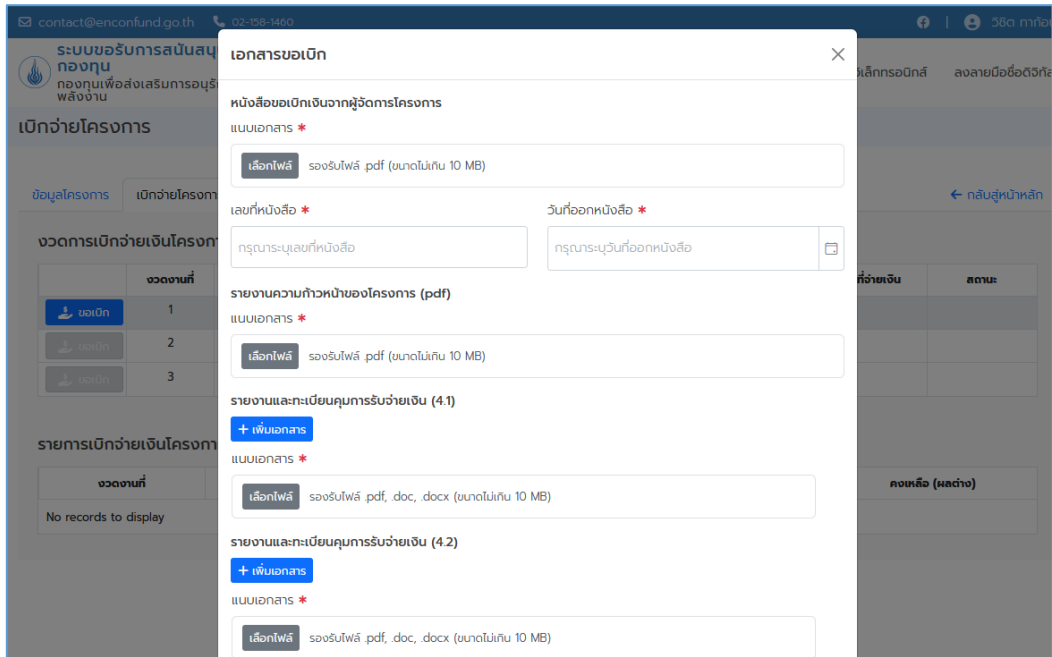 contact@enconfund.go.th 02-158-1460
ระบบขอรับการสนับสนุ
กองทุน
กองทุนเพื่อส่งเสริมการอนุรั
พลังงาน
ลงลายมือชื่อดิจิทัล
เบิกจ่ายโครงการ
ข้อมูลโครงการ เบิกจ่ายโครงกา
← กลับสู่หน้าหลัก
งวดการเบิกจ่ายเงินโครงกา
งวดงานที่ ที่จ่ายเงิน สถานะ
ขอเบิก 1
ขอเบิก 2
ขอเบิก 3
รายการเบิกจ่ายเงินโครงกา
งวดงานที่ คงเหลือ (ผลต่าง)
No records to display
เอกสารขอเบิก
หนังสือขอเบิกเงินจากผู้จัดการโครงการ
แนบเอกสาร *
เลือกไฟล์ รองรับไฟล์ .pdf (ขนาดไม่เกิน 10 MB)
เลขที่หนังสือ * วันที่ออกหนังสือ *
กรุณาระบุเลขที่หนังสือ กรุณาระบุวันที่ออกหนังสือ
รายงานความก้าวหน้าของโครงการ (pdf)
แนบเอกสาร *
เลือกไฟล์ รองรับไฟล์ .pdf (ขนาดไม่เกิน 10 MB)
รายงานและทะเบียนคุมการรับจ่ายเงิน (4.1)
+ เพิ่มเอกสาร
แนบเอกสาร *
เลือกไฟล์ รองรับไฟล์ .pdf, .doc, .docx (ขนาดไม่เกิน 10 MB)
รายงานและทะเบียนคุมการรับจ่ายเงิน (4.2)
+ เพิ่มเอกสาร
แนบเอกสาร *
เลือกไฟล์ รองรับไฟล์ .pdf, .doc, .docx (ขนาดไม่เกิน 10 MB)